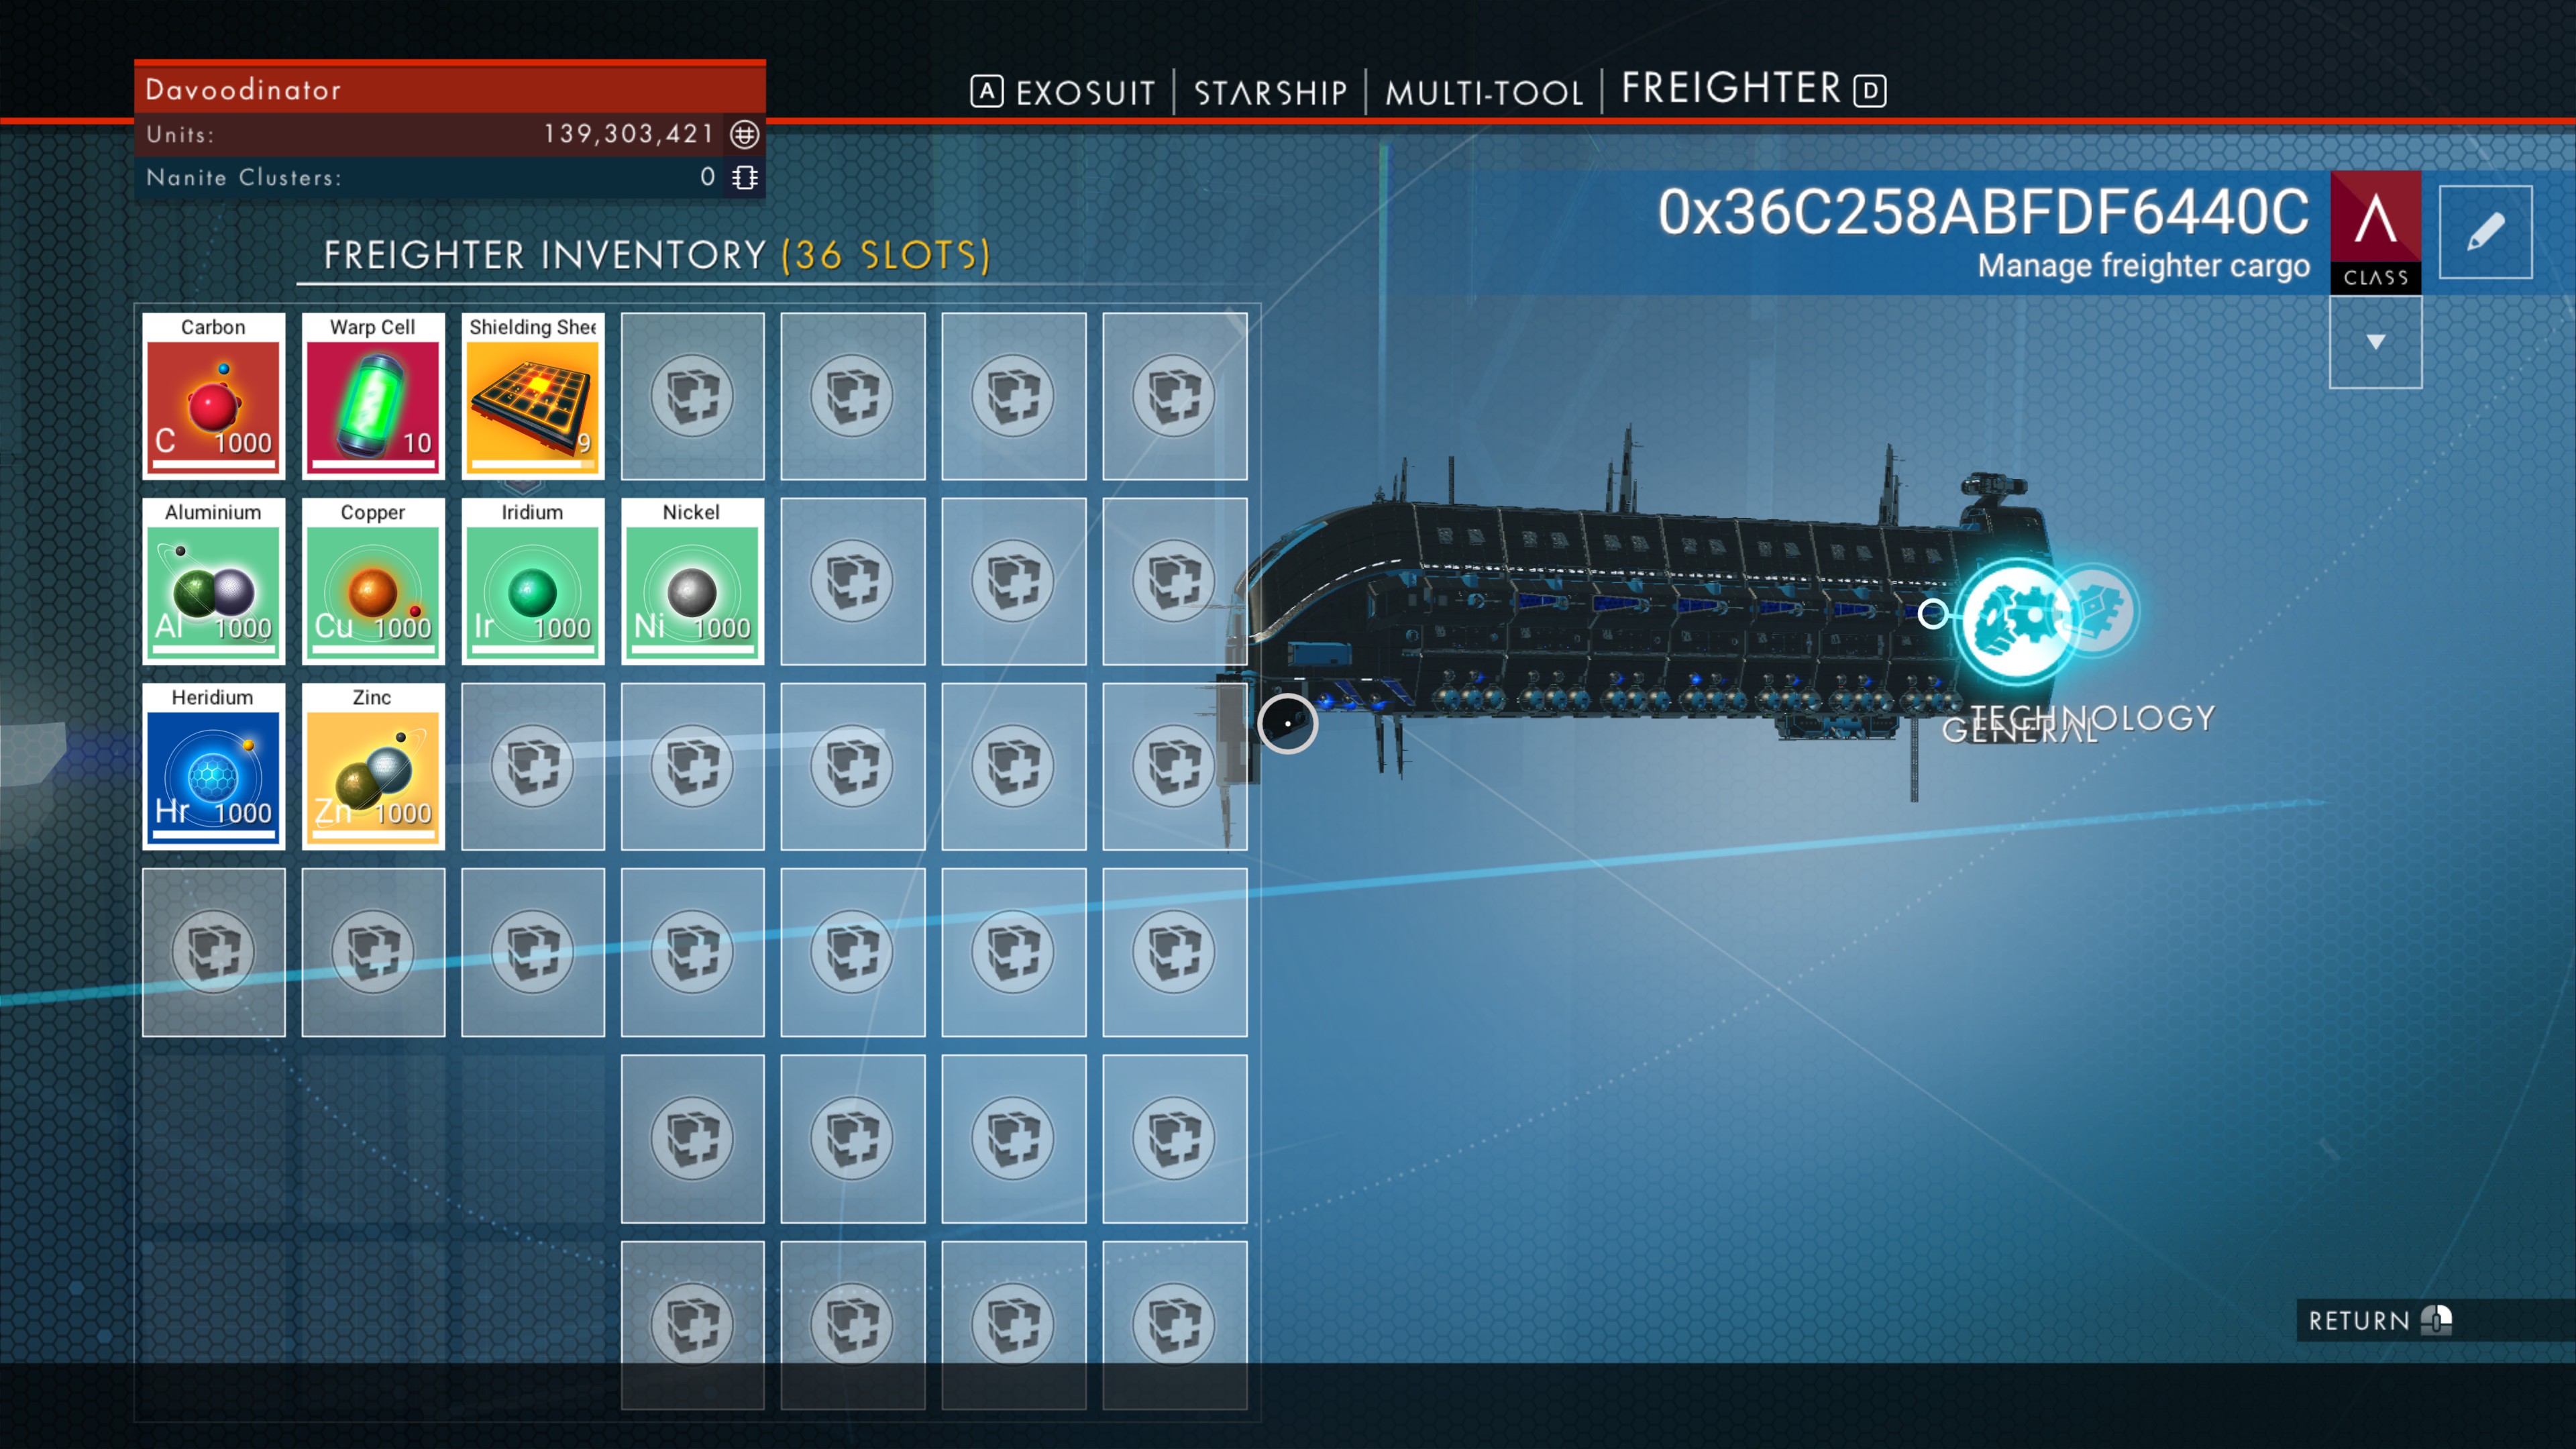 Davoodinator
Units: 139,303,421
Nanite Clusters: 0
A EXOSUIT STARSHIP MULTI-TOOL FREIGHTER D
0x36C258ABFDF6440C
Manage freighter cargo
A
CLASS
FREIGHTER INVENTORY (36 SLOTS)
Carbon Warp Cell Shielding Shee
C 1000 10 9
Aluminium Copper Iridium Nickel
Al 1000 Cu 1000 Ir 1000 Ni 1000
Heridium Zinc
Hr 1000 Zn 1000
TECHNOLOGY
GENERAL
RETURN